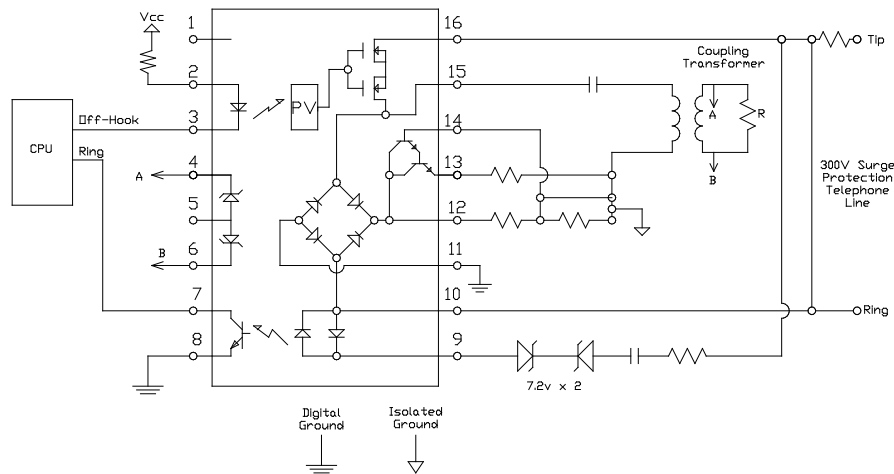 Vcc
1
2
3
4
5
6
7
8
16
15
14
13
12
11
10
9
PV
CPU
Off-Hook
Ring
A
B
Coupling
Transformer
A
B
R
Tip
300V Surge
Protection
Telephone
Line
Ring
7.2v x 2
Digital
Ground
Isolated
Ground